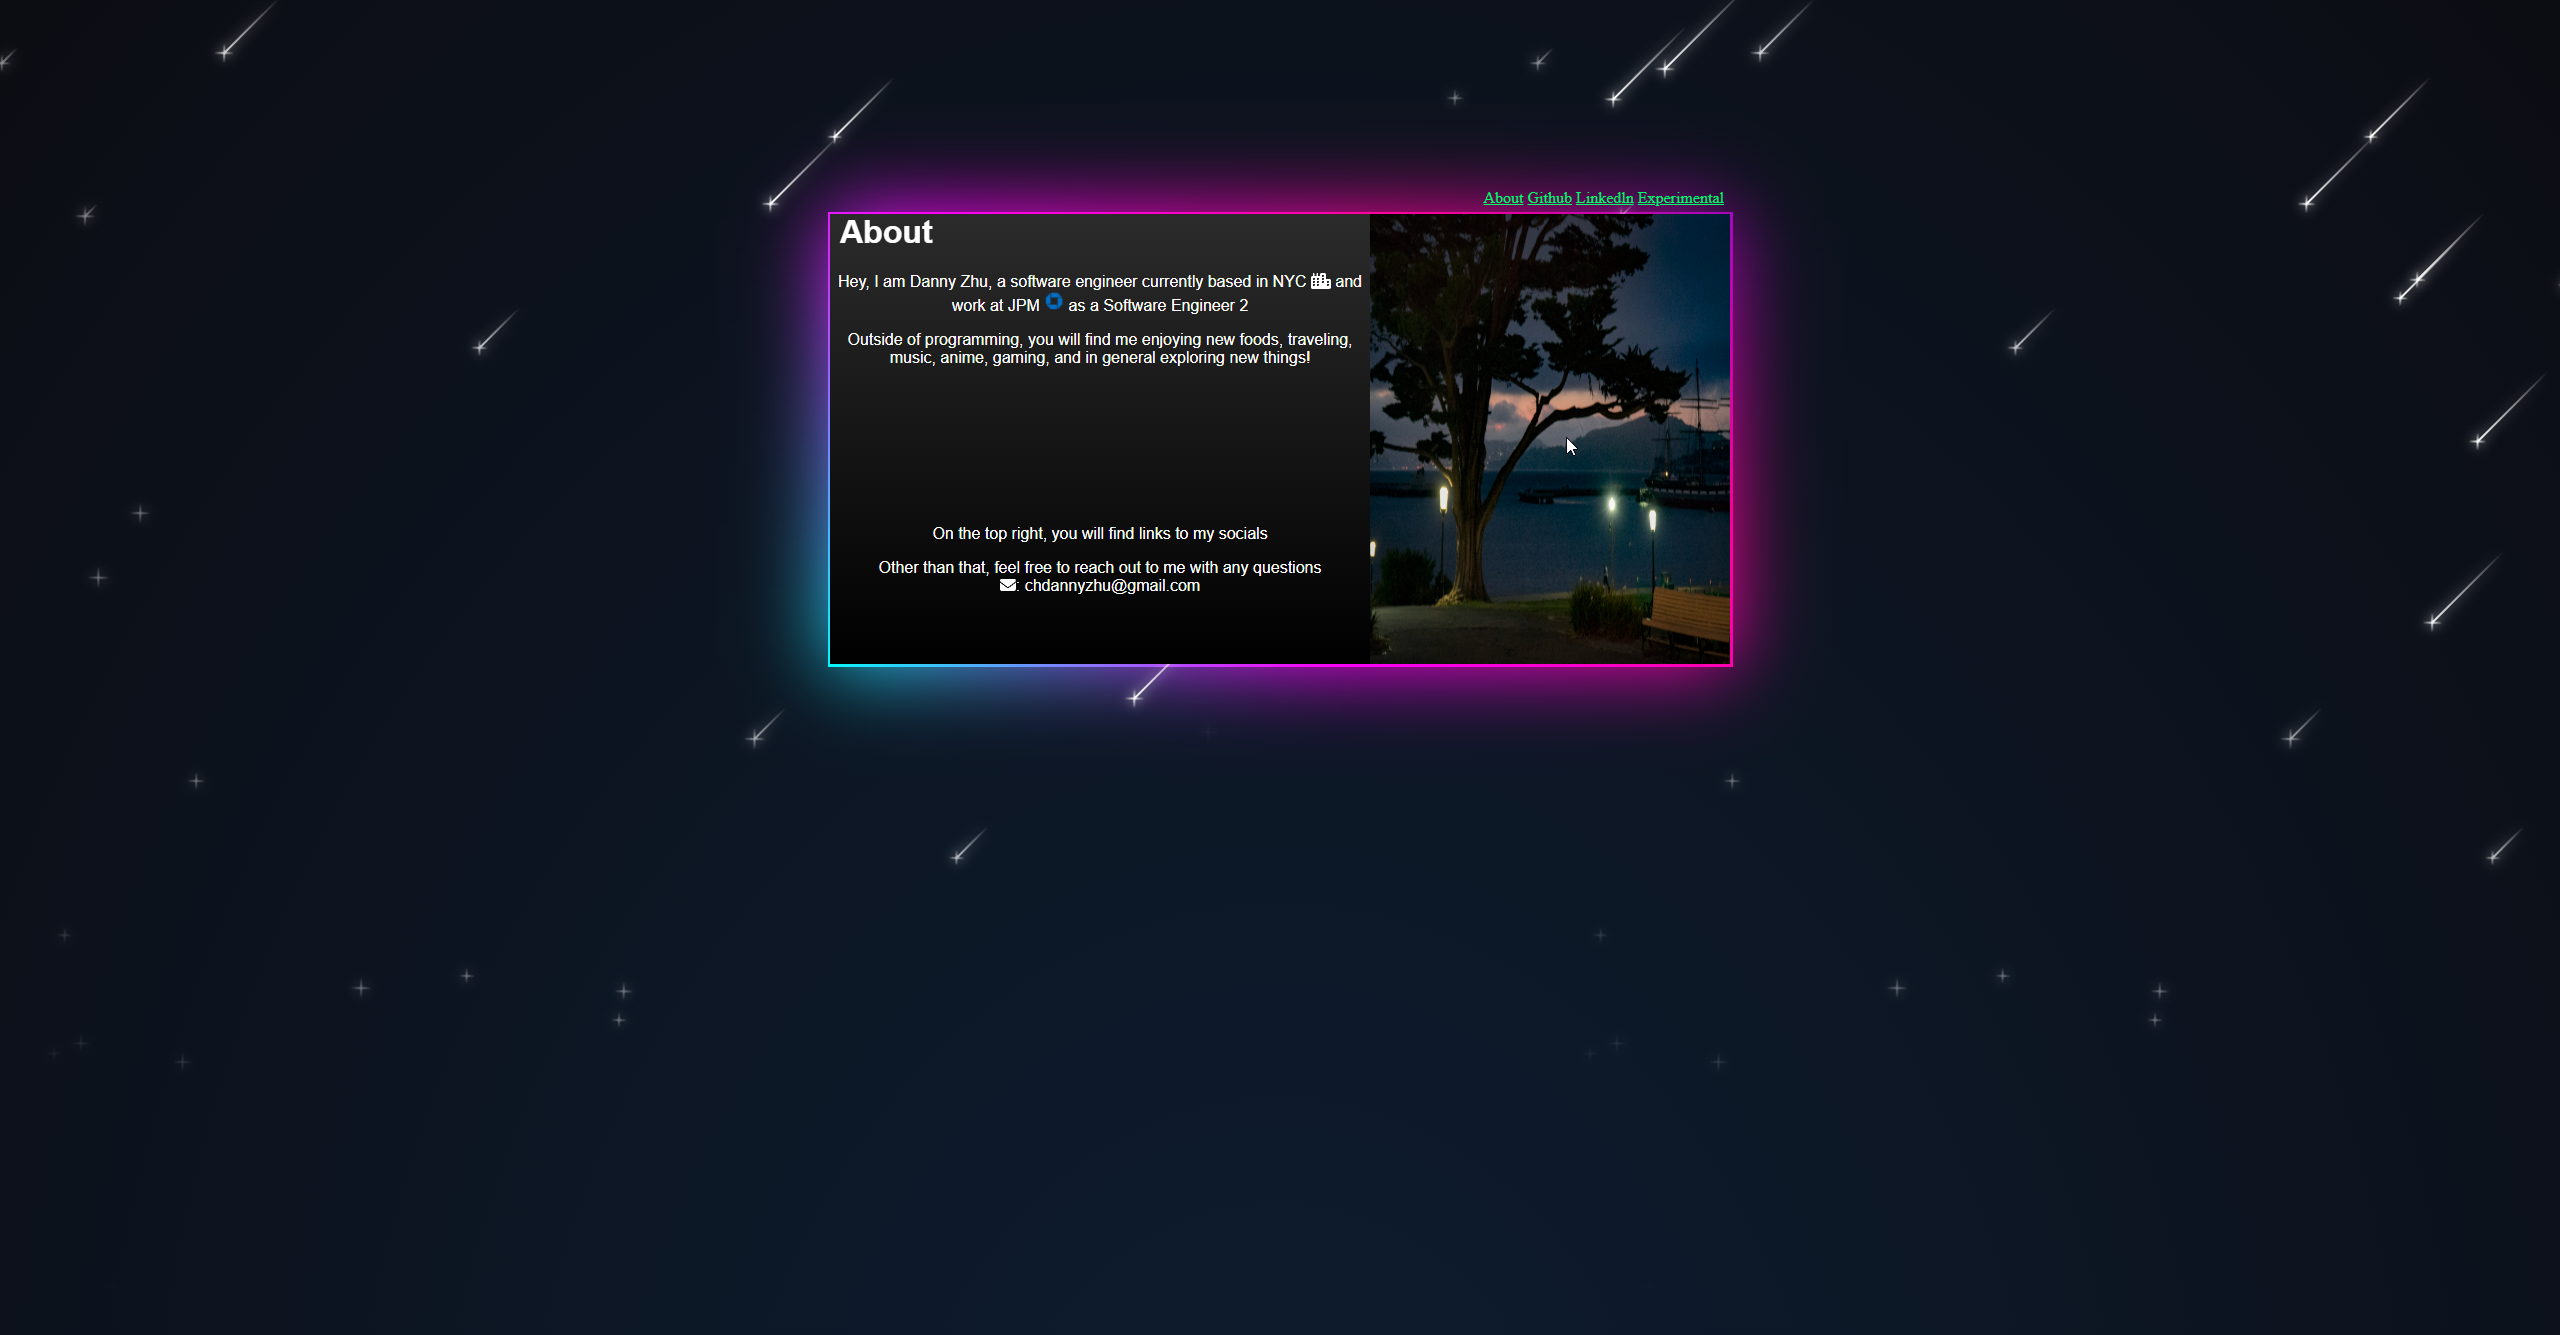 About Github LinkedIn Experimental
About
Hey, I am Danny Zhu, a software engineer currently based in NYC and
work at JPM as a Software Engineer 2
Outside of programming, you will find me enjoying new foods, traveling,
music, anime, gaming, and in general exploring new things!
On the top right, you will find links to my socials
Other than that, feel free to reach out to me with any questions
: chdannyzhu@gmail.com